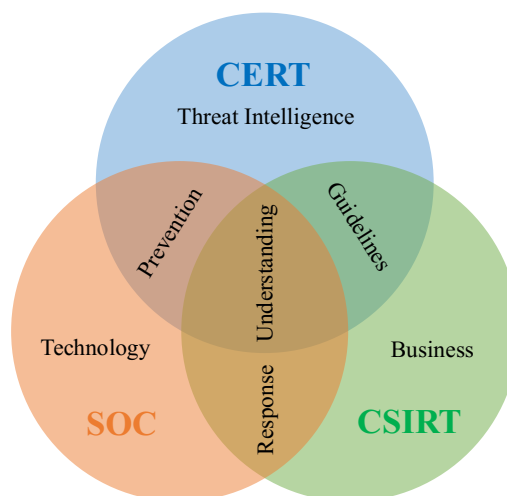 CERT
Threat Intelligence
Prevention
Understanding
Guidelines
Technology
Business
Response
SOC
CSIRT